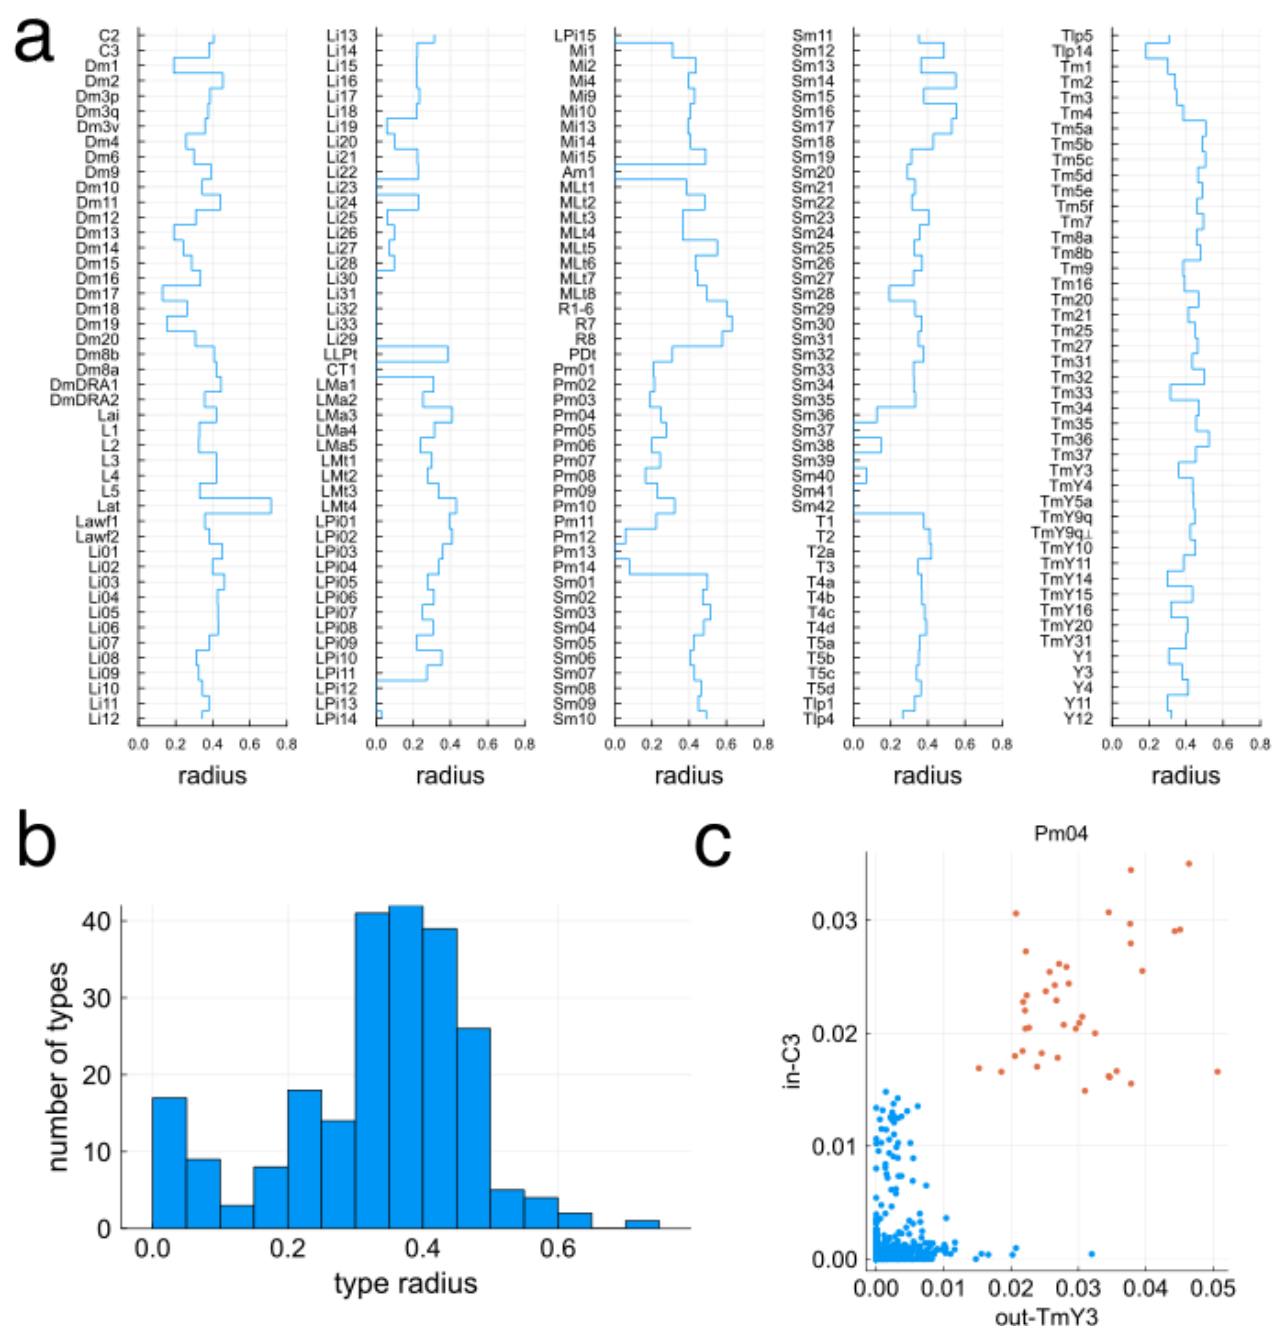 a
C2
C3
Dm1
Dm2
Dm3p
Dm3q
Dm3v
Dm4
Dm6
Dm9
Dm10
Dm11
Dm12
Dm13
Dm14
Dm15
Dm16
Dm17
Dm18
Dm19
Dm20
Dm8b
Dm8a
DmDRA1
DmDRA2
Lai
L1
L2
L3
L4
L5
Lat
Lawf1
Lawf2
Li01
Li02
Li03
Li04
Li05
Li06
Li07
Li08
Li09
Li10
Li11
Li12
0.0 0.2 0.4 0.6 0.8
radius
Li13
Li14
Li15
Li16
Li17
Li18
Li19
Li20
Li21
Li22
Li23
Li24
Li25
Li26
Li27
Li28
Li30
Li31
Li32
Li33
Li29
LLPt
CT1
LMa1
LMa2
LMa3
LMa4
LMa5
LMt1
LMt2
LMt3
LMt4
LPi01
LPi02
LPi03
LPi04
LPi05
LPi06
LPi07
LPi08
LPi09
LPi10
LPi11
LPi12
LPi13
LPi14
0.0 0.2 0.4 0.6 0.8
radius
LPi15
Mi1
Mi2
Mi4
Mi9
Mi10
Mi13
Mi14
Mi15
Am1
MLt1
MLt2
MLt3
MLt4
MLt5
MLt6
MLt7
MLt8
R1-6
R7
R8
PDt
Pm01
Pm02
Pm03
Pm04
Pm05
Pm06
Pm07
Pm08
Pm09
Pm10
Pm11
Pm12
Pm13
Pm14
Sm01
Sm02
Sm03
Sm04
Sm05
Sm06
Sm07
Sm08
Sm09
Sm10
0.0 0.2 0.4 0.6 0.8
radius
Sm11
Sm12
Sm13
Sm14
Sm15
Sm16
Sm17
Sm18
Sm19
Sm20
Sm21
Sm22
Sm23
Sm24
Sm25
Sm26
Sm27
Sm28
Sm29
Sm30
Sm31
Sm32
Sm33
Sm34
Sm35
Sm36
Sm37
Sm38
Sm39
Sm40
Sm41
Sm42
T1
T2
T2a
T3
T4a
T4b
T4c
T4d
T5a
T5b
T5c
T5d
Tlp1
Tlp4
0.0 0.2 0.4 0.6 0.8
radius
Tlp5
Tlp14
Tm1
Tm2
Tm3
Tm4
Tm5a
Tm5b
Tm5c
Tm5d
Tm5e
Tm5f
Tm7
Tm8a
Tm8b
Tm9
Tm16
Tm20
Tm21
Tm25
Tm27
Tm31
Tm32
Tm33
Tm34
Tm35
Tm36
Tm37
TmY3
TmY4
TmY5a
TmY9q
TmY9q⊥
TmY10
TmY11
TmY14
TmY15
TmY16
TmY20
TmY31
Y1
Y3
Y4
Y11
Y12
0.0 0.2 0.4 0.6 0.8
radius
b
number of types
40
30
20
10
0
0.0 0.2 0.4 0.6
type radius
c
Pm04
in-C3
0.03
0.02
0.01
0.00
0.00 0.01 0.02 0.03 0.04 0.05
out-TmY3